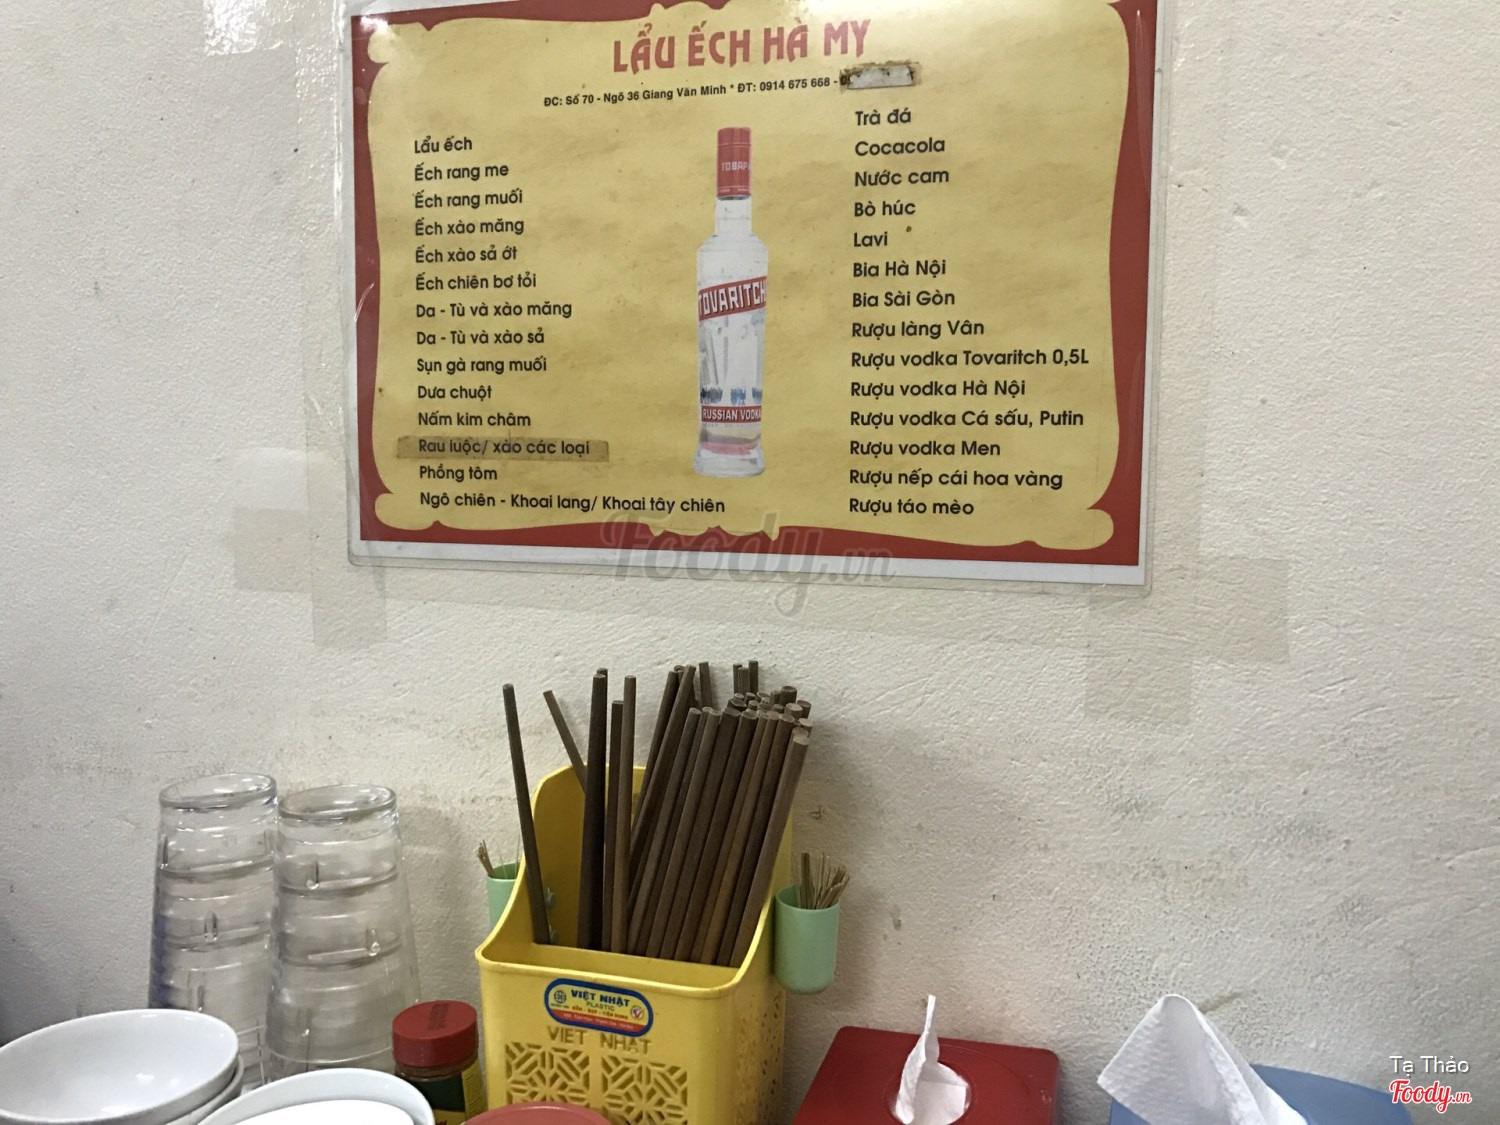 LẨU ẾCH HÀ MY
ĐC: Số 70 - Ngõ 36 Giang Văn Minh * ĐT: 0914 675 668 -
Lẩu ếch
Ếch rang me
Ếch rang muối
Ếch xào măng
Ếch xào sả ớt
Ếch chiên bơ tỏi
Da - Tù và xào măng
Da - Tù và xào sả
Sụn gà rang muối
Dưa chuột
Nấm kim châm
Rau luộc/ xào các loại
Phồng tôm
Ngô chiên - Khoai lang/ Khoai tây chiên
TOVARITCH
RUSSIAN VODKA
Trà đá
Cocacola
Nước cam
Bò húc
Lavi
Bia Hà Nội
Bia Sài Gòn
Rượu làng Vân
Rượu vodka Tovaritch 0,5L
Rượu vodka Hà Nội
Rượu vodka Cá sấu, Putin
Rượu vodka Men
Rượu nếp cái hoa vàng
Rượu táo mèo
Foody.vn
VIỆT NHẬT
PLASTIC
VIET NHAT
Tạ Thảo
Foody.vn